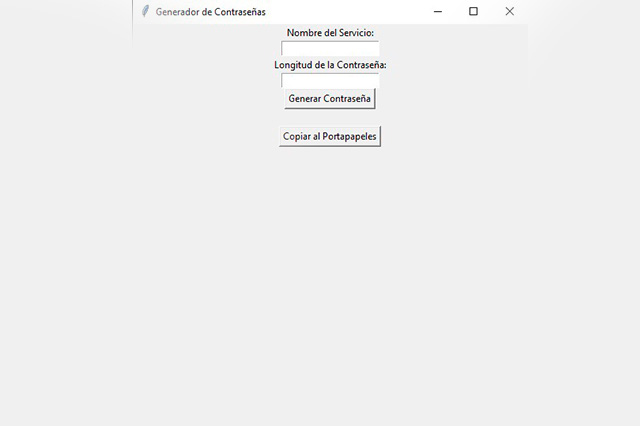 Generador de Contraseñas
Nombre del Servicio:
Longitud de la Contraseña:
Generar Contraseña
Copiar al Portapapeles